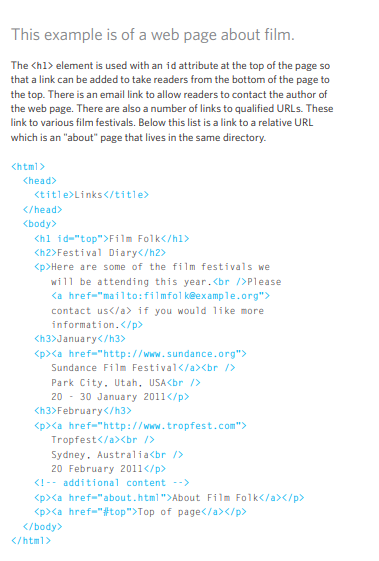 This example is of a web page about film.
The <h1> element is used with an id attribute at the top of the page so
that a link can be added to take readers from the bottom of the page to
the top. There is an email link to allow readers to contact the author of
the web page. There are also a number of links to qualified URLs. These
link to various film festivals. Below this list is a link to a relative URL
which is an "about" page that lives in the same directory.
<html>
<head>
<title>Links</title>
</head>
<body>
<h1 id="top">Film Folk</h1>
<h2>Festival Diary</h2>
<p>Here are some of the film festivals we
will be attending this year.<br />Please
<a href="mailto:filmfolk@example.org">
contact us</a> if you would like more
information.</p>
<h3>January</h3>
<p><a href="http://www.sundance.org">
Sundance Film Festival</a><br />
Park City, Utah, USA<br />
20 - 30 January 2011</p>
<h3>February</h3>
<p><a href="http://www.tropfest.com">
Tropfest</a><br />
Sydney, Australia<br />
20 February 2011</p>
<!-- additional content -->
<p><a href="about.html">About Film Folk</a></p>
<p><a href="#top">Top of page</a></p>
</body>
</html>